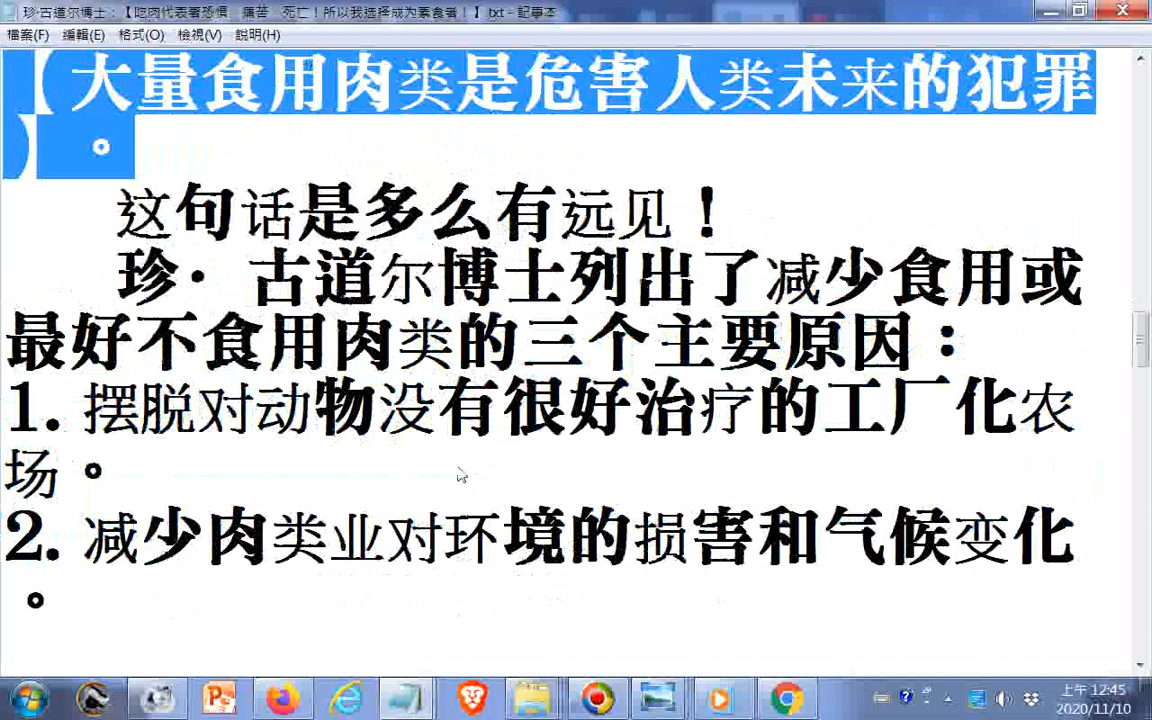 珍·古道尔博士：【吃肉代表著恐惧、痛苦、死亡！所以我选择成为素食者！】.txt - 記事本
檔案(F) 編輯(E) 格式(O) 檢視(V) 說明(H)
【大量食用肉类是危害人类未来的犯罪
】。
这句话是多么有远见！
珍·古道尔博士列出了减少食用或
最好不食用肉类的三个主要原因：
1. 摆脱对动物没有很好治疗的工厂化农
场。
2. 减少肉类业对环境的损害和气候变化
。
上午 12:45
2020/11/10